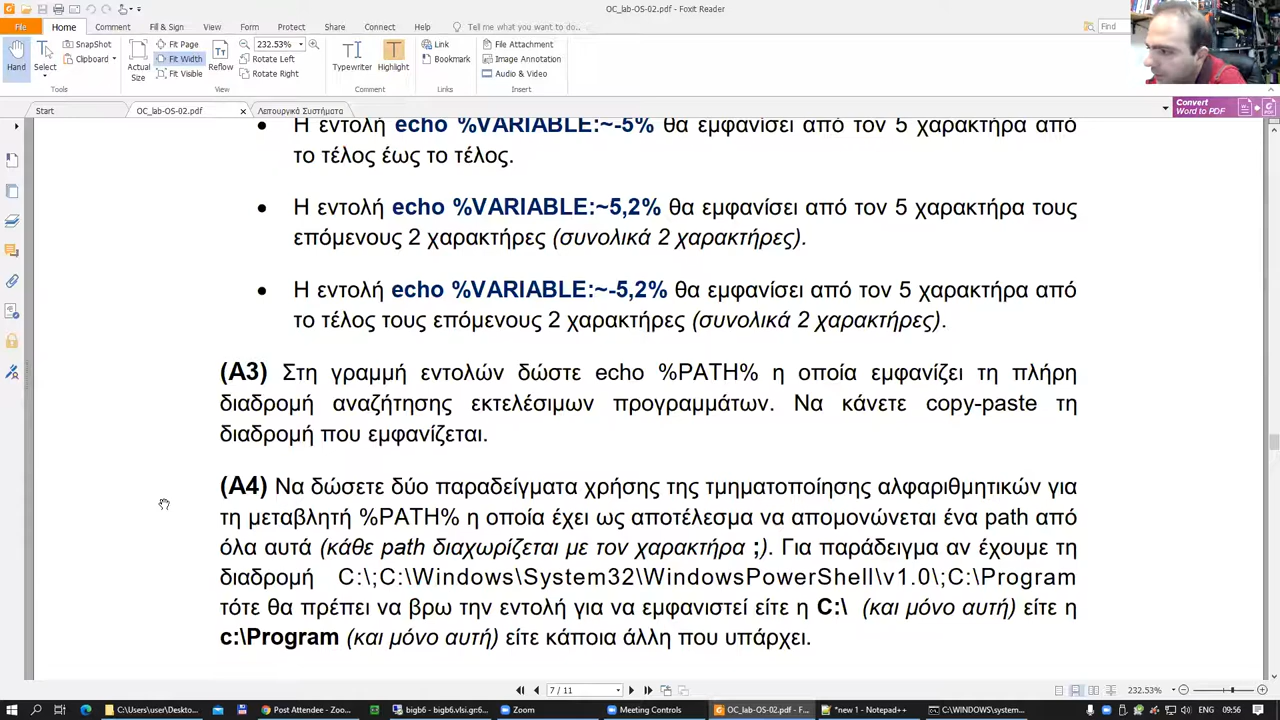 OC_lab-OS-02.pdf - Foxit Reader
File Home Comment Fill & Sign View Form Protect Share Connect Help Tell me what you want to do.. Find
Hand Select SnapShot Clipboard Actual Size Fit Page Fit Width Fit Visible Reflow 232.53% Rotate Left Rotate Right Typewriter Highlight Link Bookmark File Attachment Image Annotation Audio & Video
Tools View Comment Links Insert
Start OC_lab-OS-02.pdf Λειτουργικά Συστήματα Convert Word to PDF
• Η εντολή echo %VARIABLE:~-5% θα εμφανίσει από τον 5 χαρακτήρα από
το τέλος έως το τέλος.
• Η εντολή echo %VARIABLE:~5,2% θα εμφανίσει από τον 5 χαρακτήρα τους
επόμενους 2 χαρακτήρες (συνολικά 2 χαρακτήρες).
• Η εντολή echo %VARIABLE:~-5,2% θα εμφανίσει από τον 5 χαρακτήρα από
το τέλος τους επόμενους 2 χαρακτήρες (συνολικά 2 χαρακτήρες).
(Α3) Στη γραμμή εντολών δώστε echo %PATH% η οποία εμφανίζει τη πλήρη
διαδρομή αναζήτησης εκτελέσιμων προγραμμάτων. Να κάνετε copy-paste τη
διαδρομή που εμφανίζεται.
(Α4) Να δώσετε δύο παραδείγματα χρήσης της τμηματοποίησης αλφαριθμητικών για
τη μεταβλητή %PATH% η οποία έχει ως αποτέλεσμα να απομονώνεται ένα path από
όλα αυτά (κάθε path διαχωρίζεται με τον χαρακτήρα ;). Για παράδειγμα αν έχουμε τη
διαδρομή C:\;C:\Windows\System32\WindowsPowerShell\v1.0\;C:\Program
τότε θα πρέπει να βρω την εντολή για να εμφανιστεί είτε η C:\ (και μόνο αυτή) είτε η
c:\Program (και μόνο αυτή) είτε κάποια άλλη που υπάρχει.
7 / 11 232.53%
C:\users\user\Deskto... Post Attendee - Zoo... bigb6 - bigb6.vlsi.gr:6... Zoom Meeting Controls OC_lab-OS-02.pdf - F... *new 1 - Notepad++ C:\WINDOWS\system... ENG 09:56